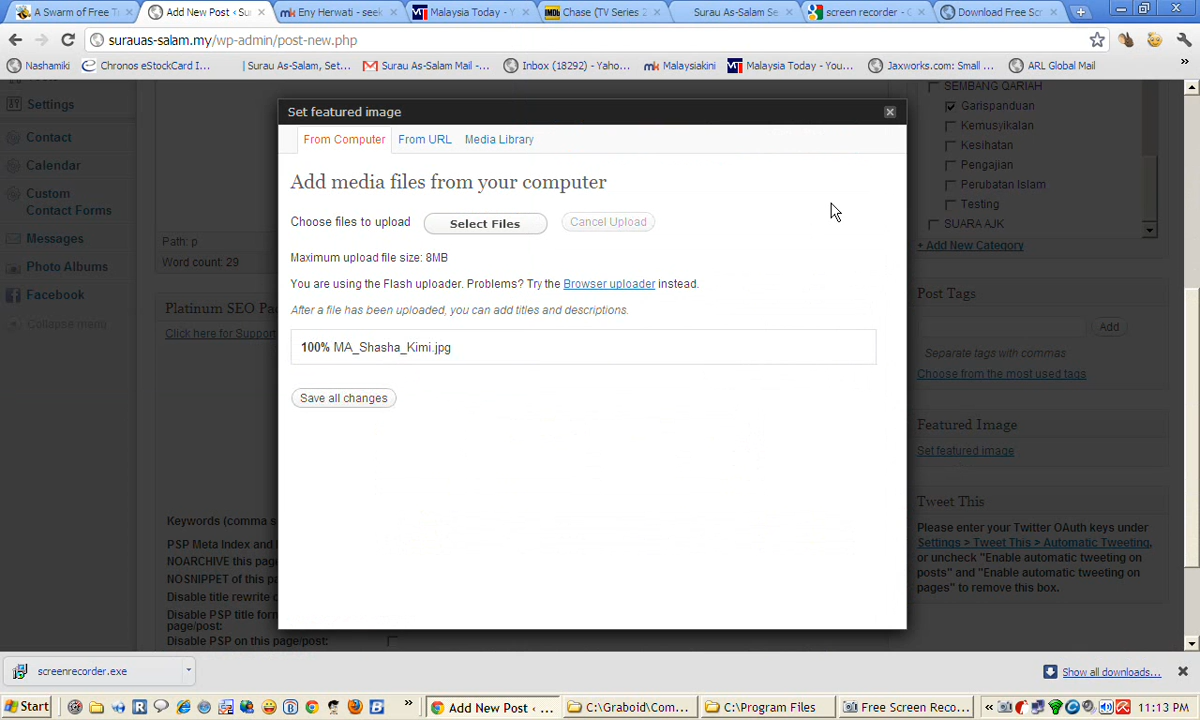 A Swarm of Free T
Add New Post ‹ Su
Eny Herwati - seek
Malaysia Today - Y
Chase (TV Series 2
Surau As-Salam Se
screen recorder - G
Download Free Scr
surauas-salam.my/wp-admin/post-new.php
Nashamiki
Chronos eStockCard I...
Surau As-Salam, Set...
Surau As-Salam Mail -...
Inbox (18292) - Yaho...
Malaysiakini
Malaysia Today - You...
Jaxworks.com: Small ...
ARL Global Mail
»
Settings
Contact
Calendar
Custom
Contact Forms
Messages
Photo Albums
Facebook
Collapse menu
Path: p
Word count: 29
Platinum SEO Pa
Click here for Support
Keywords (comma s
PSP Meta Index and
NOARCHIVE this page
NOSNIPPET of this pa
Disable title rewrite o
Disable PSP title form
page/post:
Disable PSP on this page/post:
Set featured image
From Computer
From URL
Media Library
Add media files from your computer
Choose files to upload
Select Files
Cancel Upload
Maximum upload file size: 8MB
You are using the Flash uploader. Problems? Try the Browser uploader instead.
After a file has been uploaded, you can add titles and descriptions.
100% MA_Shasha_Kimi.jpg
Save all changes
SEMBANG QARIAH
Garispanduan
Kemusyikalan
Kesihatan
Pengajian
Perubatan Islam
Testing
SUARA AJK
+ Add New Category
Post Tags
Add
Separate tags with commas
Choose from the most used tags
Featured Image
Set featured image
Tweet This
Please enter your Twitter OAuth keys under
Settings > Tweet This > Automatic Tweeting,
or uncheck "Enable automatic tweeting on
posts" and "Enable automatic tweeting on
pages" to remove this box.
screenrecorder.exe
Show all downloads...
Start
»
Add New Post ‹ ...
C:\Graboid\Com...
C:\Program Files
Free Screen Reco...
«
11:13 PM